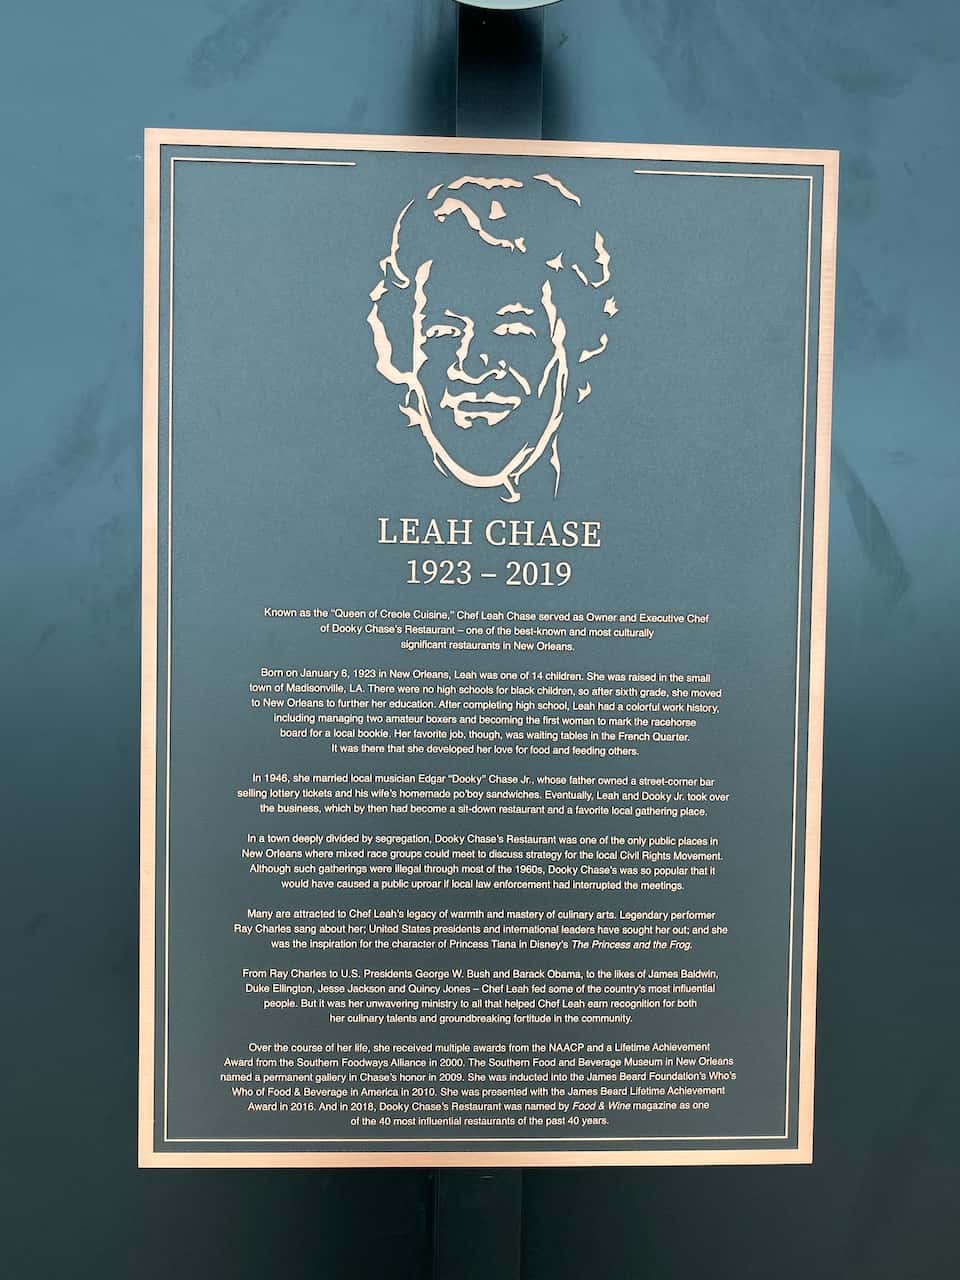 LEAH CHASE
1923 – 2019
Known as the "Queen of Creole Cuisine," Chef Leah Chase served as Owner and Executive Chef
of Dooky Chase's Restaurant – one of the best-known and most culturally
significant restaurants in New Orleans.
Born on January 6, 1923 in New Orleans, Leah was one of 14 children. She was raised in the small
town of Madisonville, LA. There were no high schools for black children, so after sixth grade, she moved
to New Orleans to further her education. After completing high school, Leah had a colorful work history,
including managing two amateur boxers and becoming the first woman to mark the racehorse
board for a local bookie. Her favorite job, though, was waiting tables in the French Quarter.
It was there that she developed her love for food and feeding others.
In 1946, she married local musician Edgar "Dooky" Chase Jr., whose father owned a street-corner bar
selling lottery tickets and his wife's homemade po'boy sandwiches. Eventually, Leah and Dooky Jr. took over
the business, which by then had become a sit-down restaurant and a favorite local gathering place.
In a town deeply divided by segregation, Dooky Chase's Restaurant was one of the only public places in
New Orleans where mixed race groups could meet to discuss strategy for the local Civil Rights Movement.
Although such gatherings were illegal through most of the 1960s, Dooky Chase's was so popular that it
would have caused a public uproar if local law enforcement had interrupted the meetings.
Many are attracted to Chef Leah's legacy of warmth and mastery of culinary arts. Legendary performer
Ray Charles sang about her; United States presidents and international leaders have sought her out; and she
was the inspiration for the character of Princess Tiana in Disney's The Princess and the Frog.
From Ray Charles to U.S. Presidents George W. Bush and Barack Obama, to the likes of James Baldwin,
Duke Ellington, Jesse Jackson and Quincy Jones – Chef Leah fed some of the country's most influential
people. But it was her unwavering ministry to all that helped Chef Leah earn recognition for both
her culinary talents and groundbreaking fortitude in the community.
Over the course of her life, she received multiple awards from the NAACP and a Lifetime Achievement
Award from the Southern Foodways Alliance in 2000. The Southern Food and Beverage Museum in New Orleans
named a permanent gallery in Chase's honor in 2009. She was inducted into the James Beard Foundation's Who's
Who of Food & Beverage in America in 2010. She was presented with the James Beard Lifetime Achievement
Award in 2016. And in 2018, Dooky Chase's Restaurant was named by Food & Wine magazine as one
of the 40 most influential restaurants of the past 40 years.